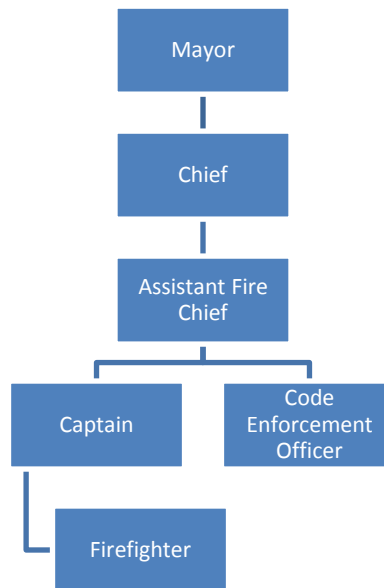 Mayor
Chief
Assistant Fire
Chief
Captain
Code
Enforcement
Officer
Firefighter